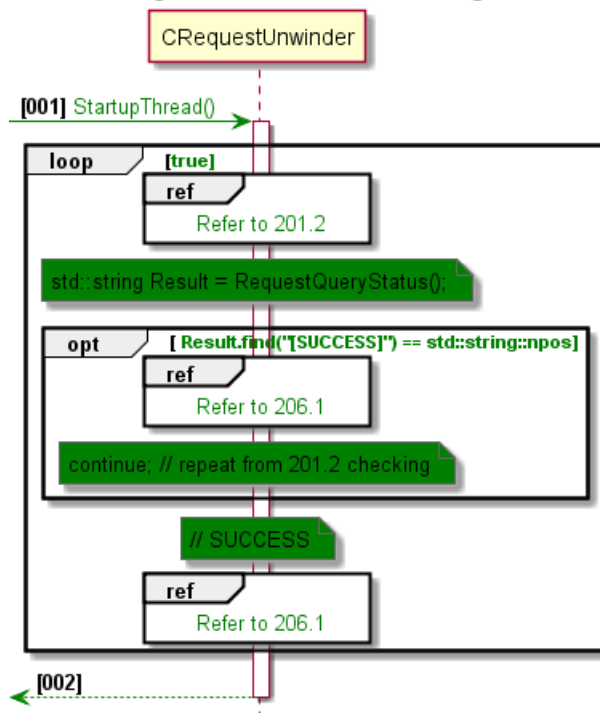 CRequestUnwinder
[001] StartupThread()
loop [true]
ref
Refer to 201.2
std::string Result = RequestQueryStatus();
opt [ Result.find("[SUCCESS]") == std::string::npos]
ref
Refer to 206.1
continue; // repeat from 201.2 checking
// SUCCESS
ref
Refer to 206.1
[002]